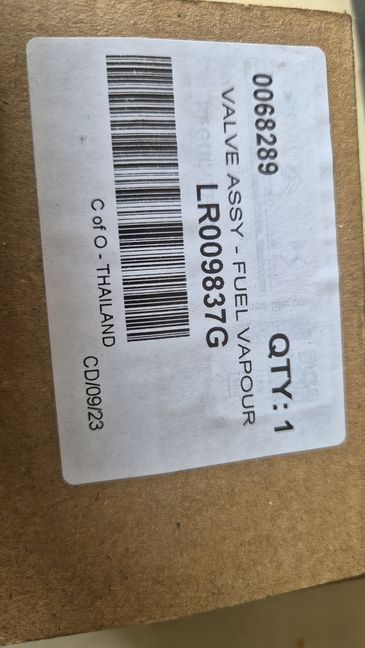 0068289 QTY: 1
VALVE ASSY - FUEL VAPOUR
LR009837G
C of O - THAILAND CD/09/23